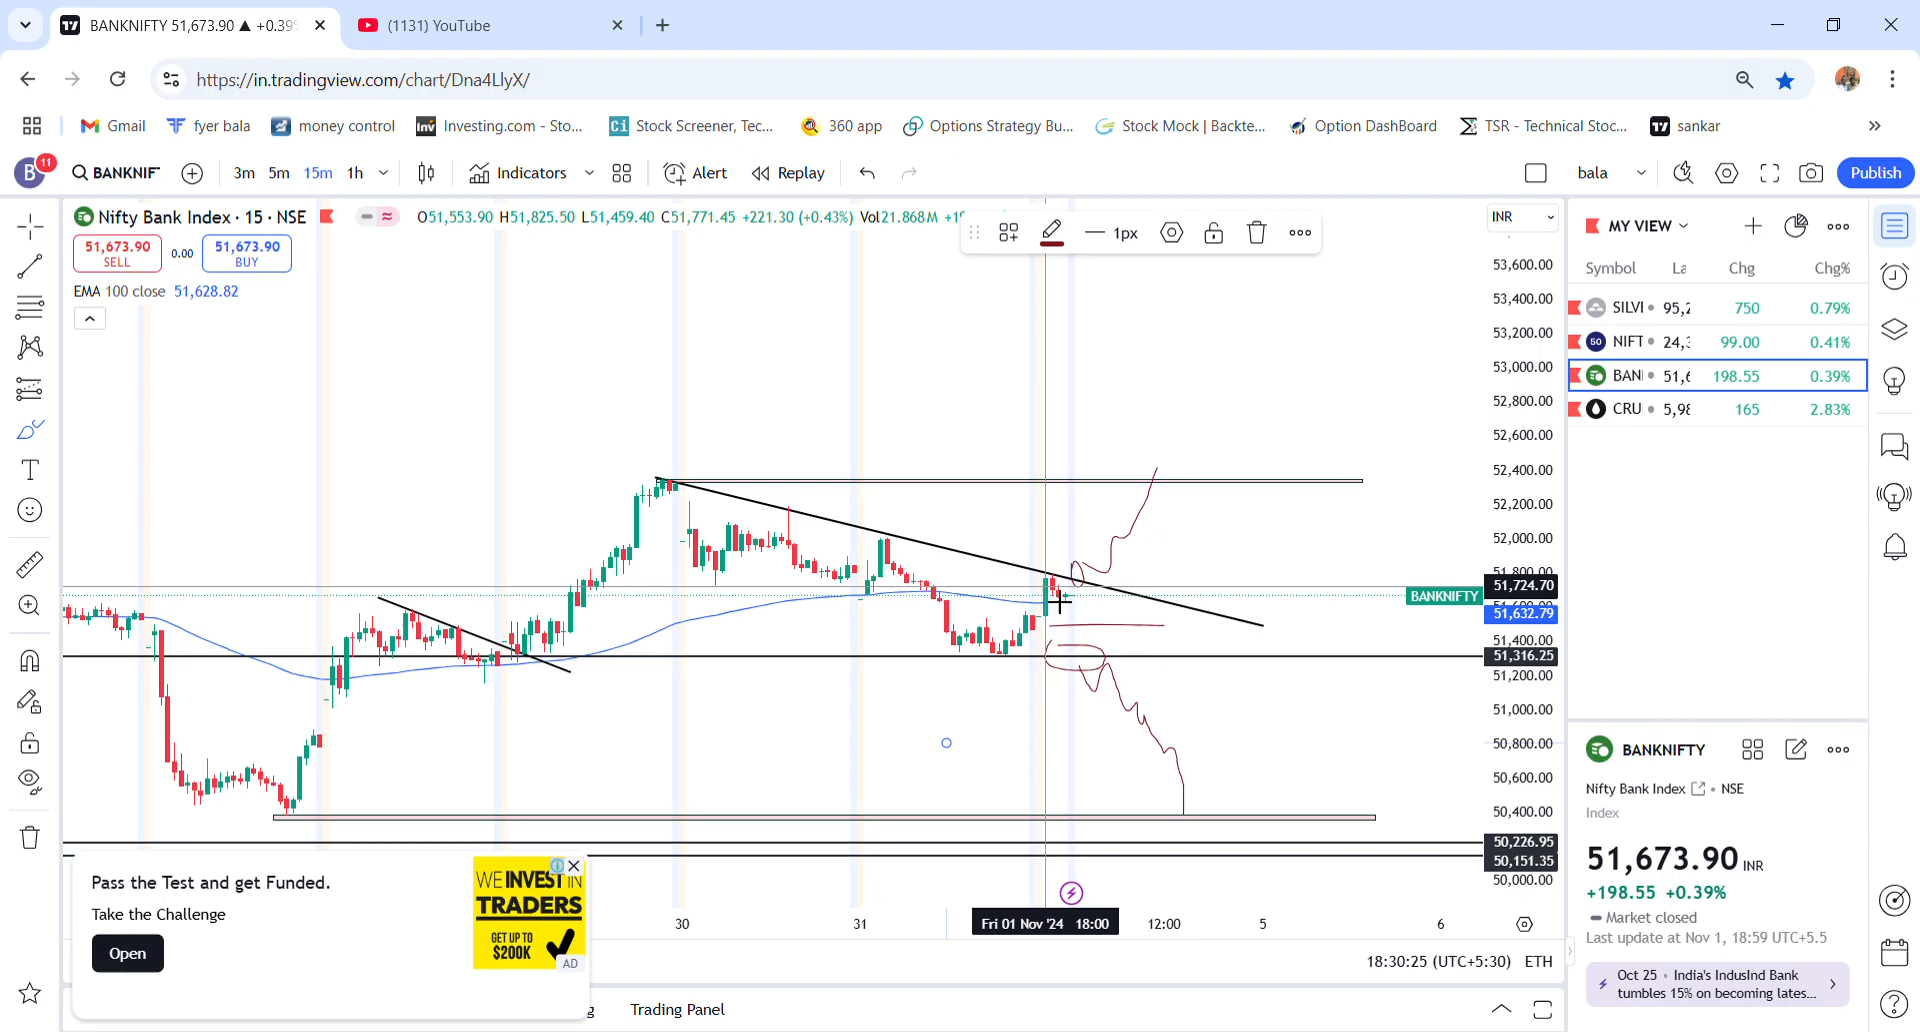 BANKNIFTY 51,673.90 ▲ +0.39%
(1131) YouTube
https://in.tradingview.com/chart/Dna4LlyX/
Gmail fyer bala money control Investing.com - Sto... Stock Screener, Tec... 360 app Options Strategy Bu... Stock Mock | Backte... Option DashBoard TSR - Technical Stoc... sankar
B 11 BANKNIF 3m 5m 15m 1h Indicators Alert Replay bala Publish
Nifty Bank Index · 15 · NSE O51,553.90 H51,825.50 L51,459.40 C51,771.45 +221.30 (+0.43%) Vol21.868M
51,673.90 SELL
0.00
51,673.90 BUY
EMA 100 close 51,628.82
1px
INR
53,600.00
53,400.00
53,200.00
53,000.00
52,800.00
52,600.00
52,400.00
52,200.00
52,000.00
51,800.00
51,724.70
BANKNIFTY
51,632.79
51,400.00
51,316.25
51,200.00
51,000.00
50,800.00
50,600.00
50,400.00
50,226.95
50,151.35
50,000.00
30 31 Fri 01 Nov '24 18:00 12:00 5 6
18:30:25 (UTC+5:30) ETH
Trading Panel
Pass the Test and get Funded.
Take the Challenge
Open
WE INVEST IN
TRADERS
GET UP TO
$200K
AD
MY VIEW
Symbol La Chg Chg%
SILVI 95,2 750 0.79%
50 NIFT 24,3 99.00 0.41%
BANI 51,6 198.55 0.39%
CRU 5,98 165 2.83%
BANKNIFTY
Nifty Bank Index • NSE
Index
51,673.90 INR
+198.55 +0.39%
Market closed
Last update at Nov 1, 18:59 UTC+5.5
Oct 25 • India's IndusInd Bank
tumbles 15% on becoming lates...